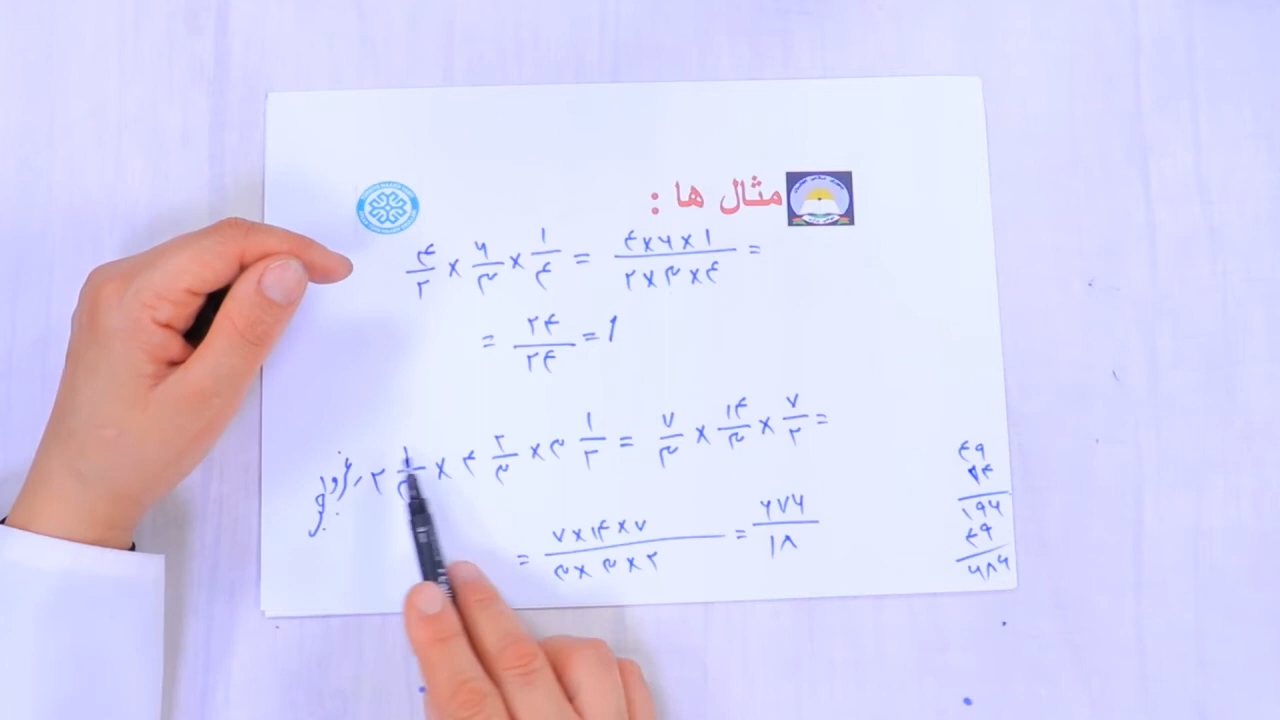 مثال ها :
۴/۲ × ۶/۳ × ۱/۴ = ۴×۶×۱/۲×۳×۴ =
= ۲۴/۲۴ = ۱
۲ ۱/۳ × ۴ ۲/۳ × ۳ ۱/۲ = ۷/۳ × ۱۴/۳ × ۷/۲ =
= ۷×۱۴×۷/۳×۳×۲ = ۶۷۶/۱۸
۴۹
۱۹۶
۴۹
۶۸۶